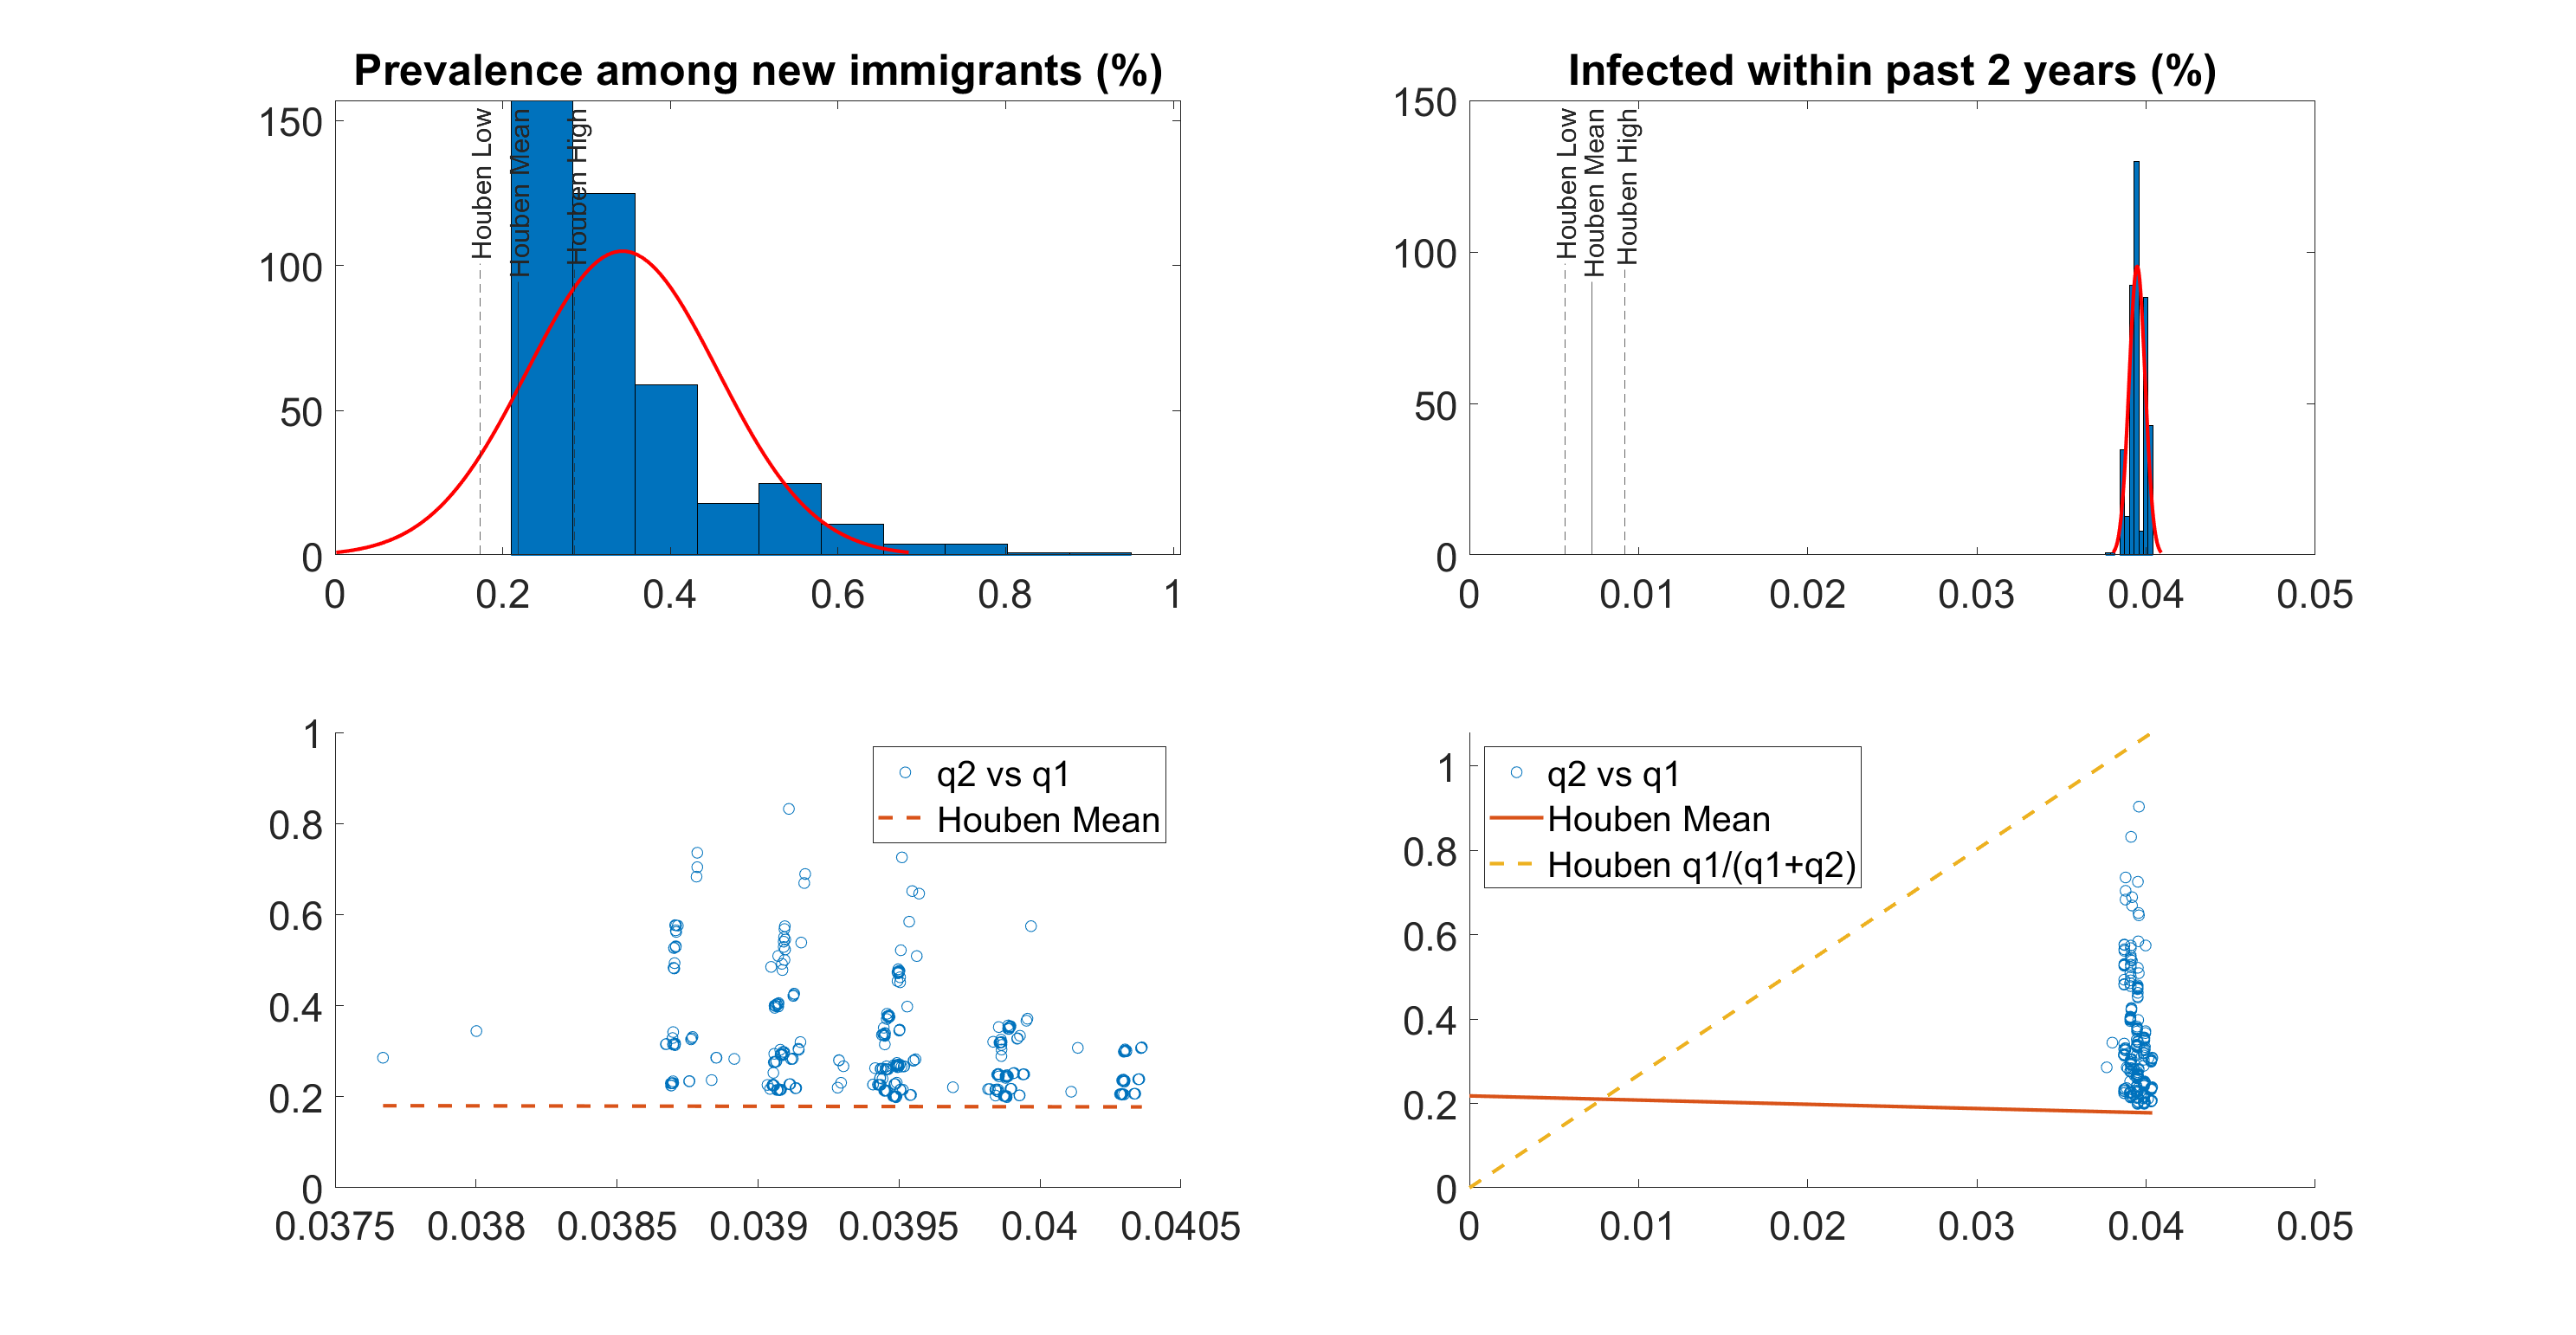 Prevalence among new immigrants (%)
150
100
50
0
Houben Low
Houben Mean
Houben High
0 0.2 0.4 0.6 0.8 1
Infected within past 2 years (%)
150
100
50
0
Houben Low
Houben Mean
Houben High
0 0.01 0.02 0.03 0.04 0.05
1
0.8
0.6
0.4
0.2
0
q2 vs q1
Houben Mean
0.0375 0.038 0.0385 0.039 0.0395 0.04 0.0405
1
0.8
0.6
0.4
0.2
0
q2 vs q1
Houben Mean
Houben q1/(q1+q2)
0 0.01 0.02 0.03 0.04 0.05